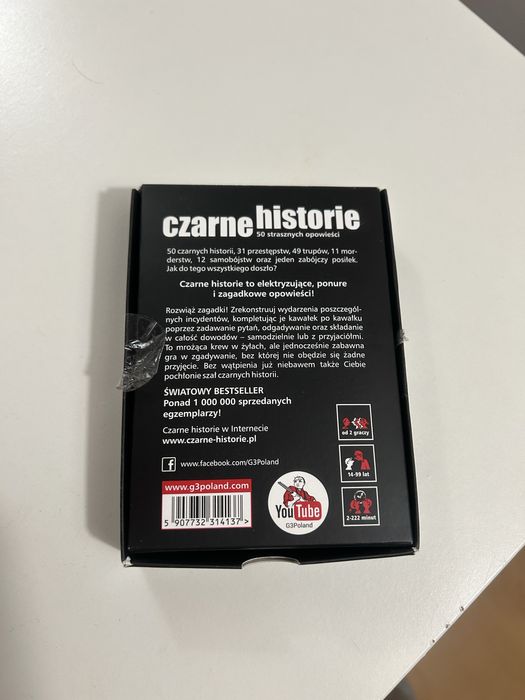 czarne historie
50 strasznych opowieści
50 czarnych historii, 31 przestępstw, 49 trupów, 11 mor-
derstw, 12 samobójstw oraz jeden zabójczy posiłek.
Jak do tego wszystkiego doszło?
Czarne historie to elektryzujące, ponure
i zagadkowe opowieści!
Rozwiąż zagadki! Zrekonstruuj wydarzenia poszczegól-
nych incydentów, kompletując je kawałek po kawałku
poprzez zadawanie pytań, odgadywanie oraz składanie
w całość dowodów – samodzielnie lub z przyjaciółmi.
To mrożąca krew w żyłach, ale jednocześnie zabawna
gra w zgadywanie, bez której nie obędzie się żadne
przyjęcie. Bez wątpienia już niebawem także Ciebie
pochłonie szał czarnych historii.
ŚWIATOWY BESTSELLER
Ponad 1 000 000 sprzedanych
egzemplarzy!
Czarne historie w Internecie
www.czarne-historie.pl
od 2 graczy
f www.facebook.com/G3Poland
14-99 lat
www.g3poland.com
YouTube
G3Poland
2-222 minut
5 907732 314137 >